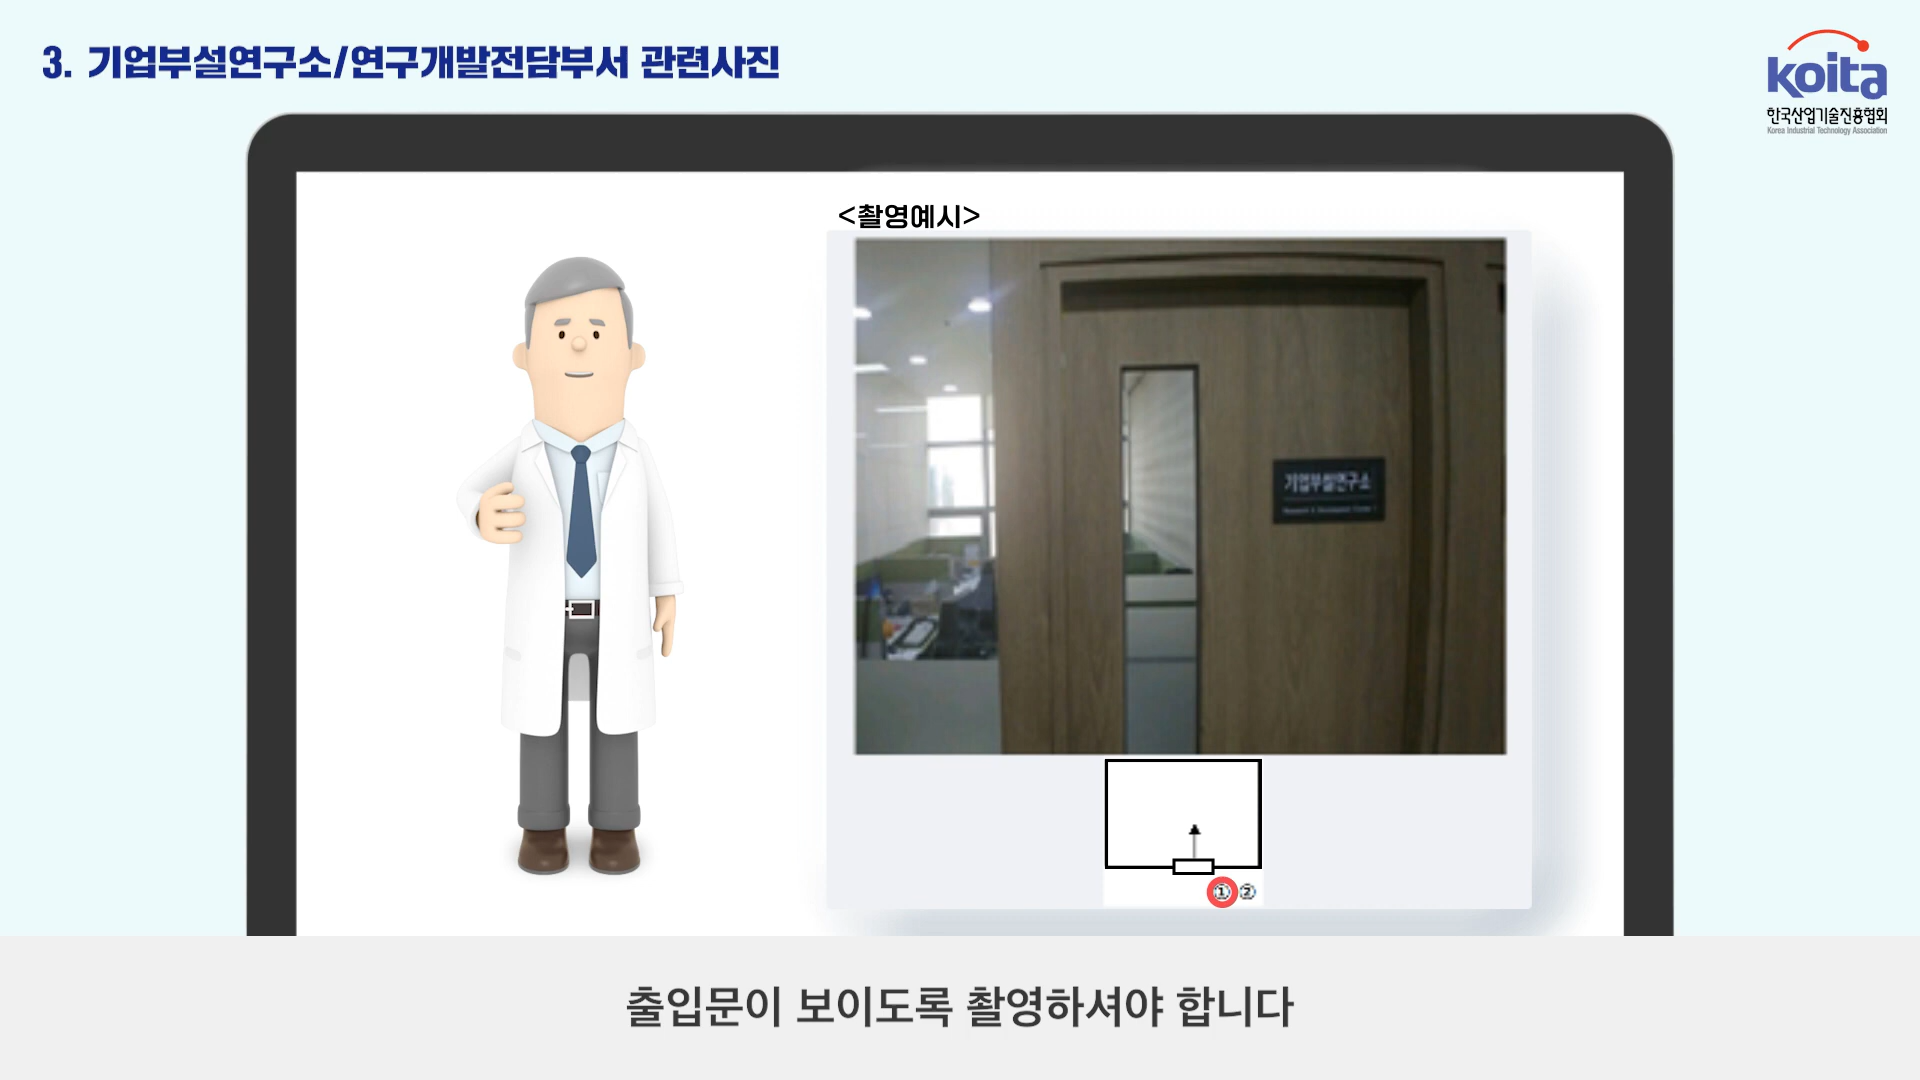 3. 기업부설연구소/연구개발전담부서 관련사진
koita
한국산업기술진흥협회
Korea Industrial Technology Association
<촬영예시>
기업부설연구소
① ②
출입문이 보이도록 촬영하셔야 합니다